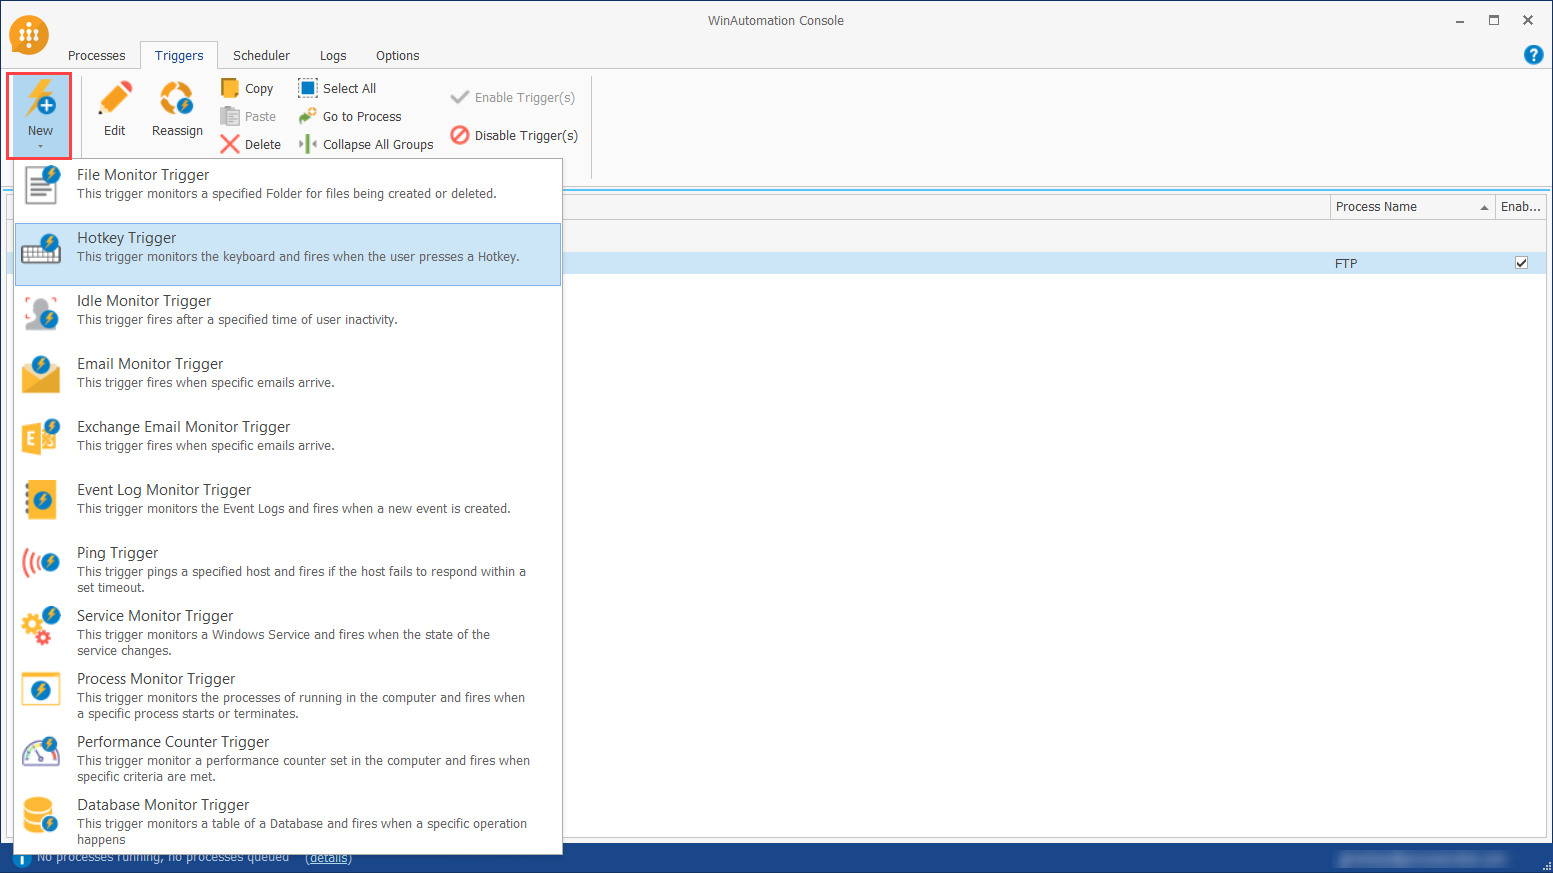 WinAutomation Console
Processes Triggers Scheduler Logs Options
New
Edit
Reassign
Copy
Paste
Delete
Select All
Go to Process
Collapse All Groups
Enable Trigger(s)
Disable Trigger(s)
Process Name Enab...
FTP
File Monitor Trigger
This trigger monitors a specified Folder for files being created or deleted.
Hotkey Trigger
This trigger monitors the keyboard and fires when the user presses a Hotkey.
Idle Monitor Trigger
This trigger fires after a specified time of user inactivity.
Email Monitor Trigger
This trigger fires when specific emails arrive.
Exchange Email Monitor Trigger
This trigger fires when specific emails arrive.
Event Log Monitor Trigger
This trigger monitors the Event Logs and fires when a new event is created.
Ping Trigger
This trigger pings a specified host and fires if the host fails to respond within a
set timeout.
Service Monitor Trigger
This trigger monitors a Windows Service and fires when the state of the
service changes.
Process Monitor Trigger
This trigger monitors the processes of running in the computer and fires when
a specific process starts or terminates.
Performance Counter Trigger
This trigger monitor a performance counter set in the computer and fires when
specific criteria are met.
Database Monitor Trigger
This trigger monitors a table of a Database and fires when a specific operation
happens
No processes running, no processes queued (details)